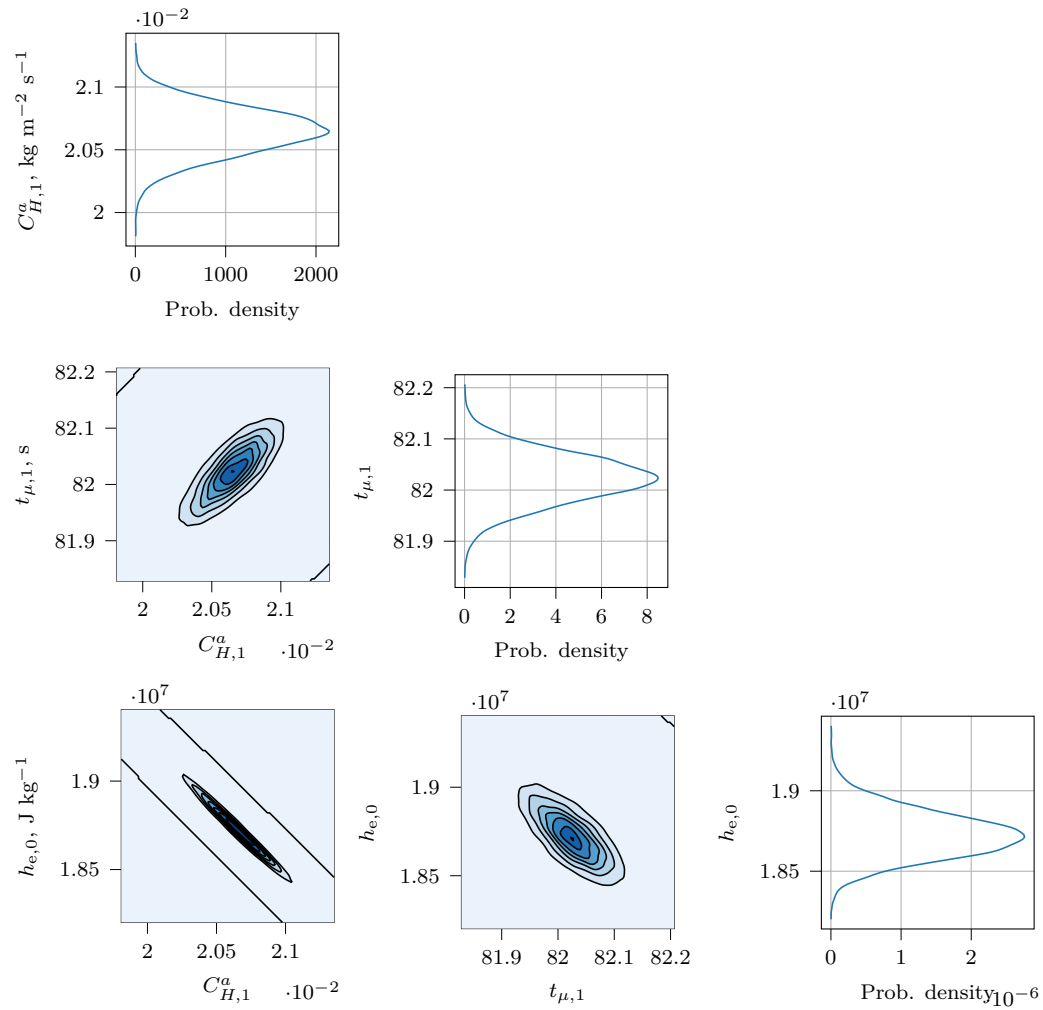 ·10⁻²
2.1
2.05
2
C^a_{H,1}, kg m⁻² s⁻¹
0 1000 2000
Prob. density
82.2
82.1
82
81.9
t_{μ,1}, s
2 2.05 2.1
C^a_{H,1} ·10⁻²
82.2
82.1
82
81.9
t_{μ,1}
0 2 4 6 8
Prob. density
·10⁷
1.9
1.85
h_{e,0}, J kg⁻¹
2 2.05 2.1
C^a_{H,1} ·10⁻²
·10⁷
1.9
1.85
h_{e,0}
81.9 82 82.1 82.2
t_{μ,1}
·10⁷
1.9
1.85
h_{e,0}
0 1 2
Prob. density 10⁻⁶